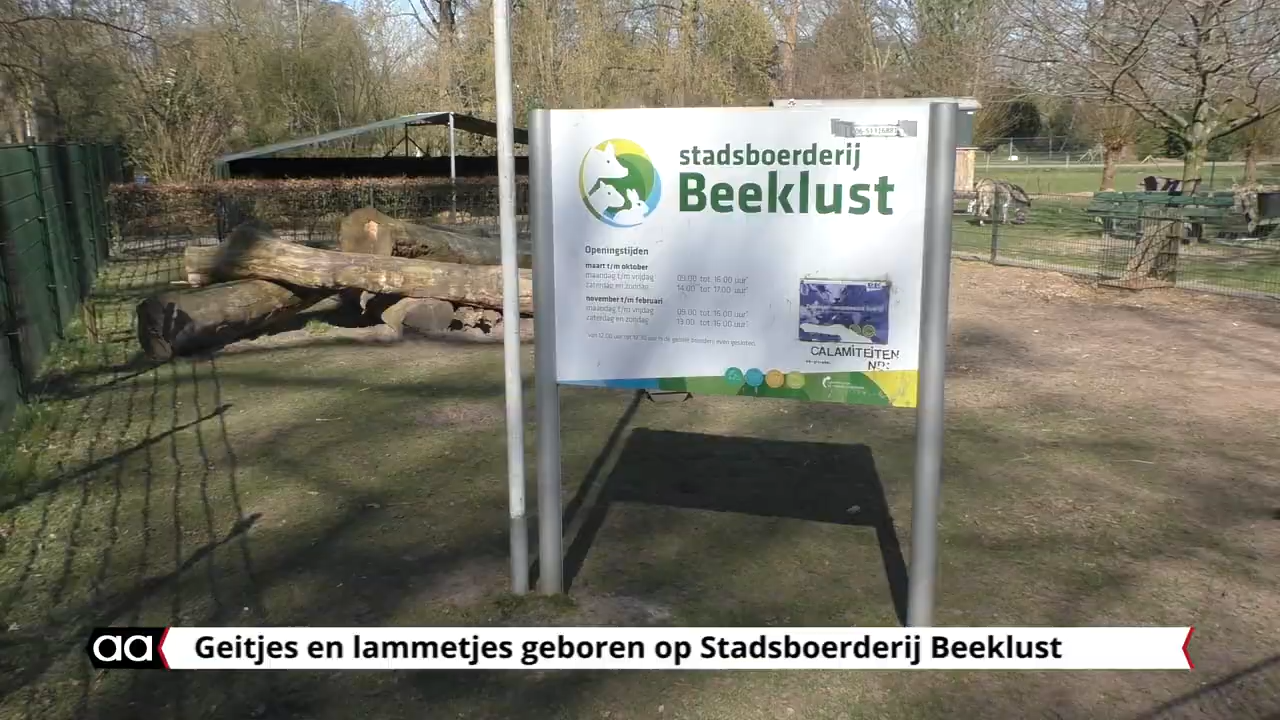 stadsboerderij
Beeklust
Openingstijden
maart t/m oktober
maandag t/m vrijdag 09.00 tot 16.00 uur*
zaterdag en zondag 14.00 tot 17.00 uur*
november t/m februari
maandag t/m vrijdag 09.00 tot 16.00 uur*
zaterdag en zondag 13.00 tot 16.00 uur*
CALAMITEITEN
NR:
aa Geitjes en lammetjes geboren op Stadsboerderij Beeklust